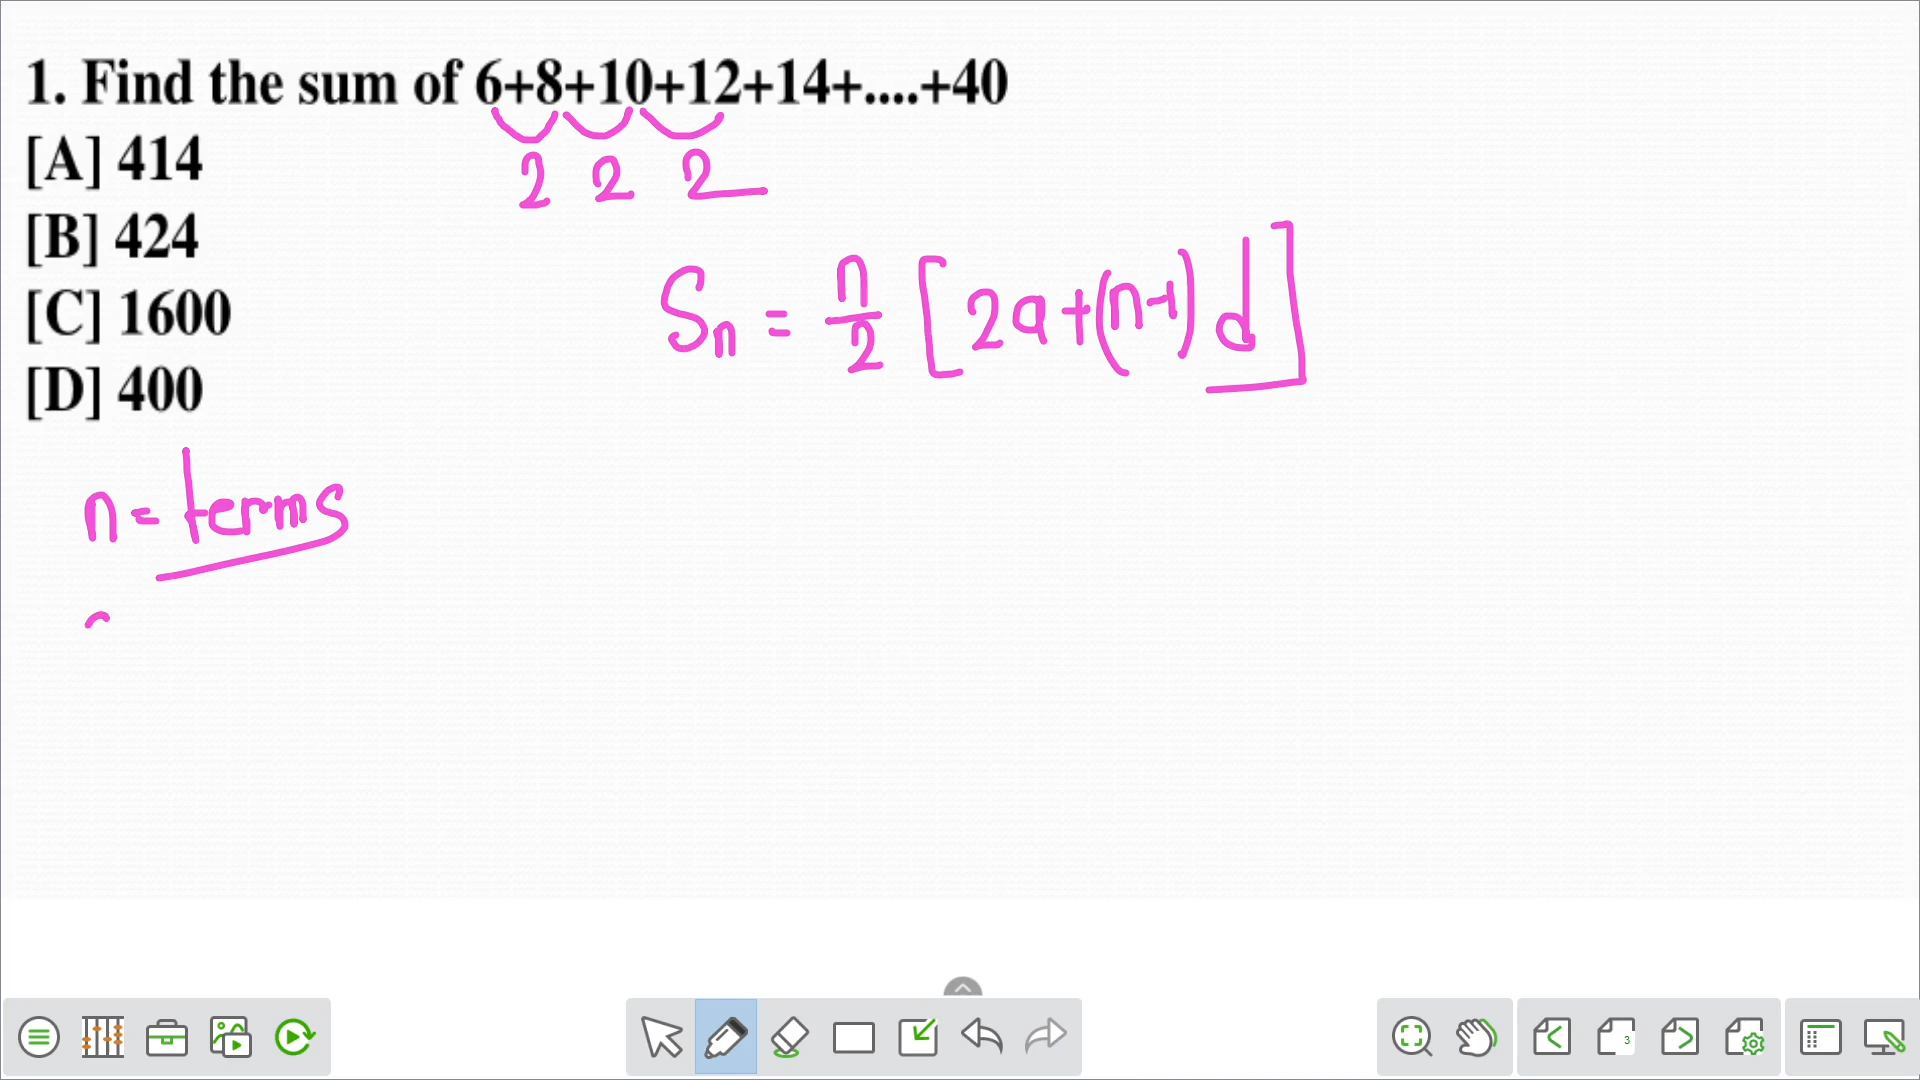 1. Find the sum of 6+8+10+12+14+....+40
2 2 2
[A] 414
[B] 424
[C] 1600
[D] 400
Sn = n/2 [2a+(n-1)d]
n = terms
3